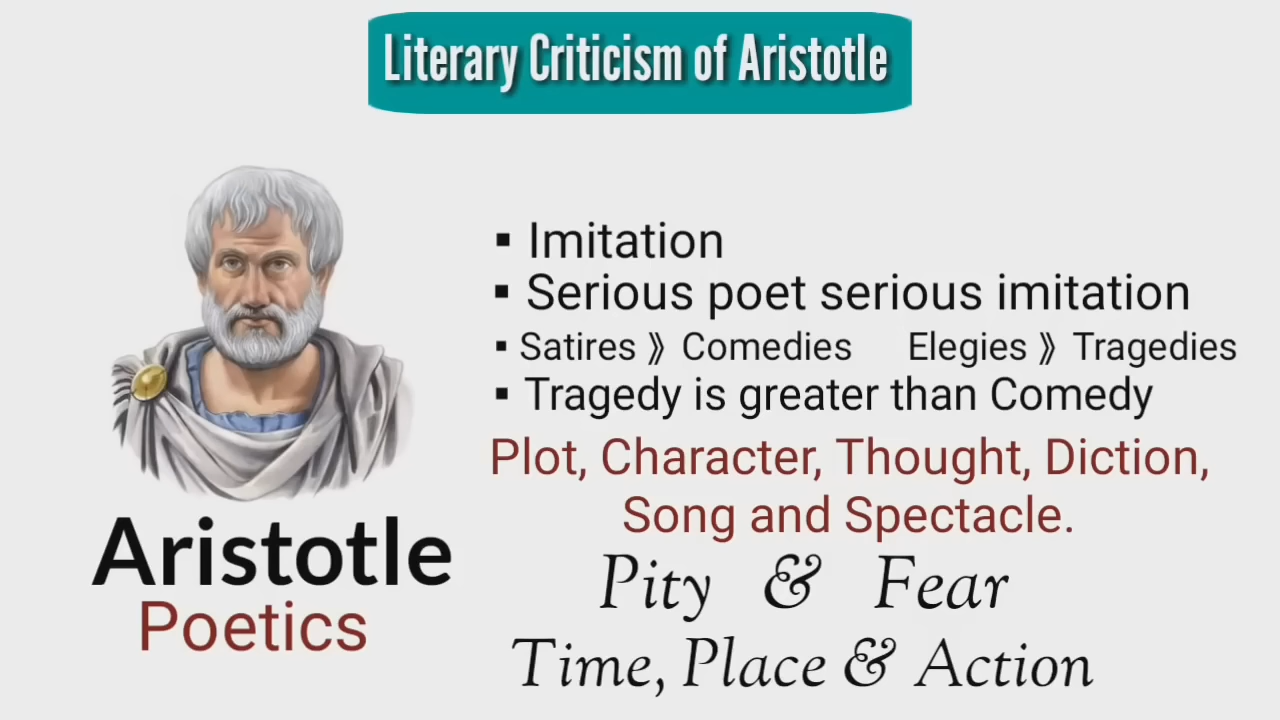 Literary Criticism of Aristotle
▪ Imitation
▪ Serious poet serious imitation
▪ Satires 》 Comedies Elegies 》 Tragedies
▪ Tragedy is greater than Comedy
Plot, Character, Thought, Diction,
Song and Spectacle.
Pity & Fear
Time, Place & Action
Aristotle
Poetics